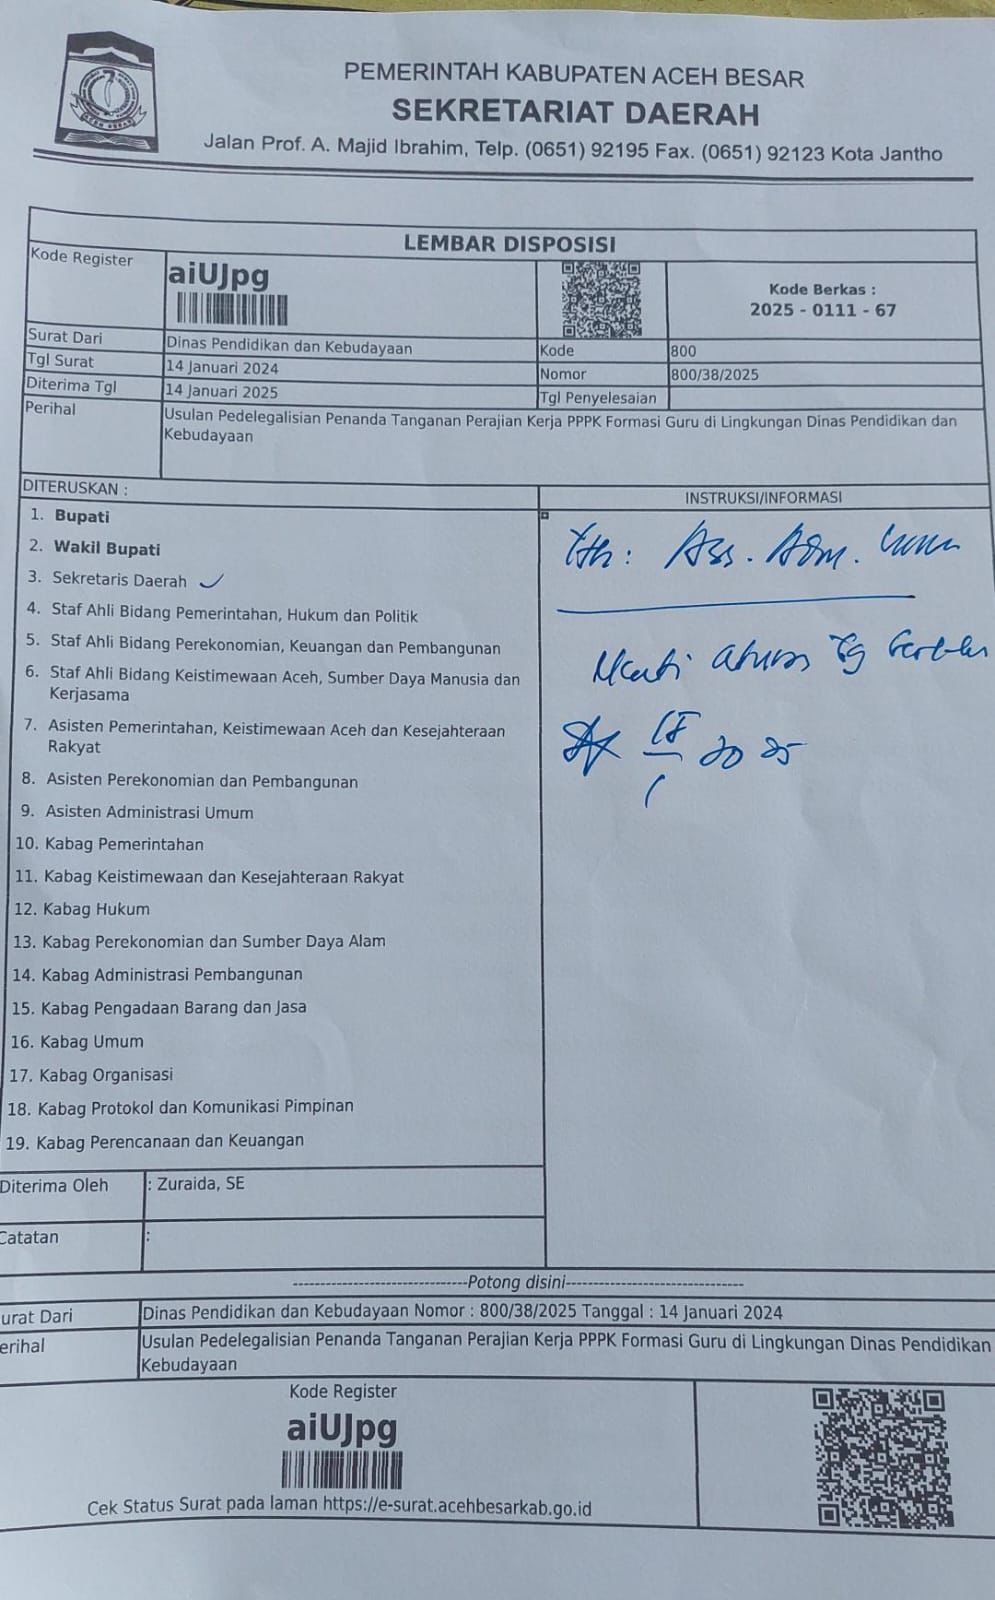 PEMERINTAH KABUPATEN ACEH BESAR
SEKRETARIAT DAERAH
Jalan Prof. A. Majid Ibrahim, Telp. (0651) 92195 Fax. (0651) 92123 Kota Jantho
LEMBAR DISPOSISI
Kode Register
aiUJpg
Kode Berkas :
2025 - 0111 - 67
Surat Dari Dinas Pendidikan dan Kebudayaan Kode 800
Tgl Surat 14 Januari 2024 Nomor 800/38/2025
Diterima Tgl 14 Januari 2025 Tgl Penyelesaian
Perihal Usulan Pedelegalisian Penanda Tanganan Perajian Kerja PPPK Formasi Guru di Lingkungan Dinas Pendidikan dan
Kebudayaan
DITERUSKAN : INSTRUKSI/INFORMASI
1. Bupati
2. Wakil Bupati
3. Sekretaris Daerah
4. Staf Ahli Bidang Pemerintahan, Hukum dan Politik
5. Staf Ahli Bidang Perekonomian, Keuangan dan Pembangunan
6. Staf Ahli Bidang Keistimewaan Aceh, Sumber Daya Manusia dan
Kerjasama
7. Asisten Pemerintahan, Keistimewaan Aceh dan Kesejahteraan
Rakyat
8. Asisten Perekonomian dan Pembangunan
9. Asisten Administrasi Umum
10. Kabag Pemerintahan
11. Kabag Keistimewaan dan Kesejahteraan Rakyat
12. Kabag Hukum
13. Kabag Perekonomian dan Sumber Daya Alam
14. Kabag Administrasi Pembangunan
15. Kabag Pengadaan Barang dan Jasa
16. Kabag Umum
17. Kabag Organisasi
18. Kabag Protokol dan Komunikasi Pimpinan
19. Kabag Perencanaan dan Keuangan
Yth: Ass. Adm. Umum
aturan yg
2025
Diterima Oleh : Zuraida, SE
Catatan :
Potong disini
urat Dari Dinas Pendidikan dan Kebudayaan Nomor : 800/38/2025 Tanggal : 14 Januari 2024
erihal Usulan Pedelegalisian Penanda Tanganan Perajian Kerja PPPK Formasi Guru di Lingkungan Dinas Pendidikan
Kebudayaan
Kode Register
aiUJpg
Cek Status Surat pada laman https://e-surat.acehbesarkab.go.id